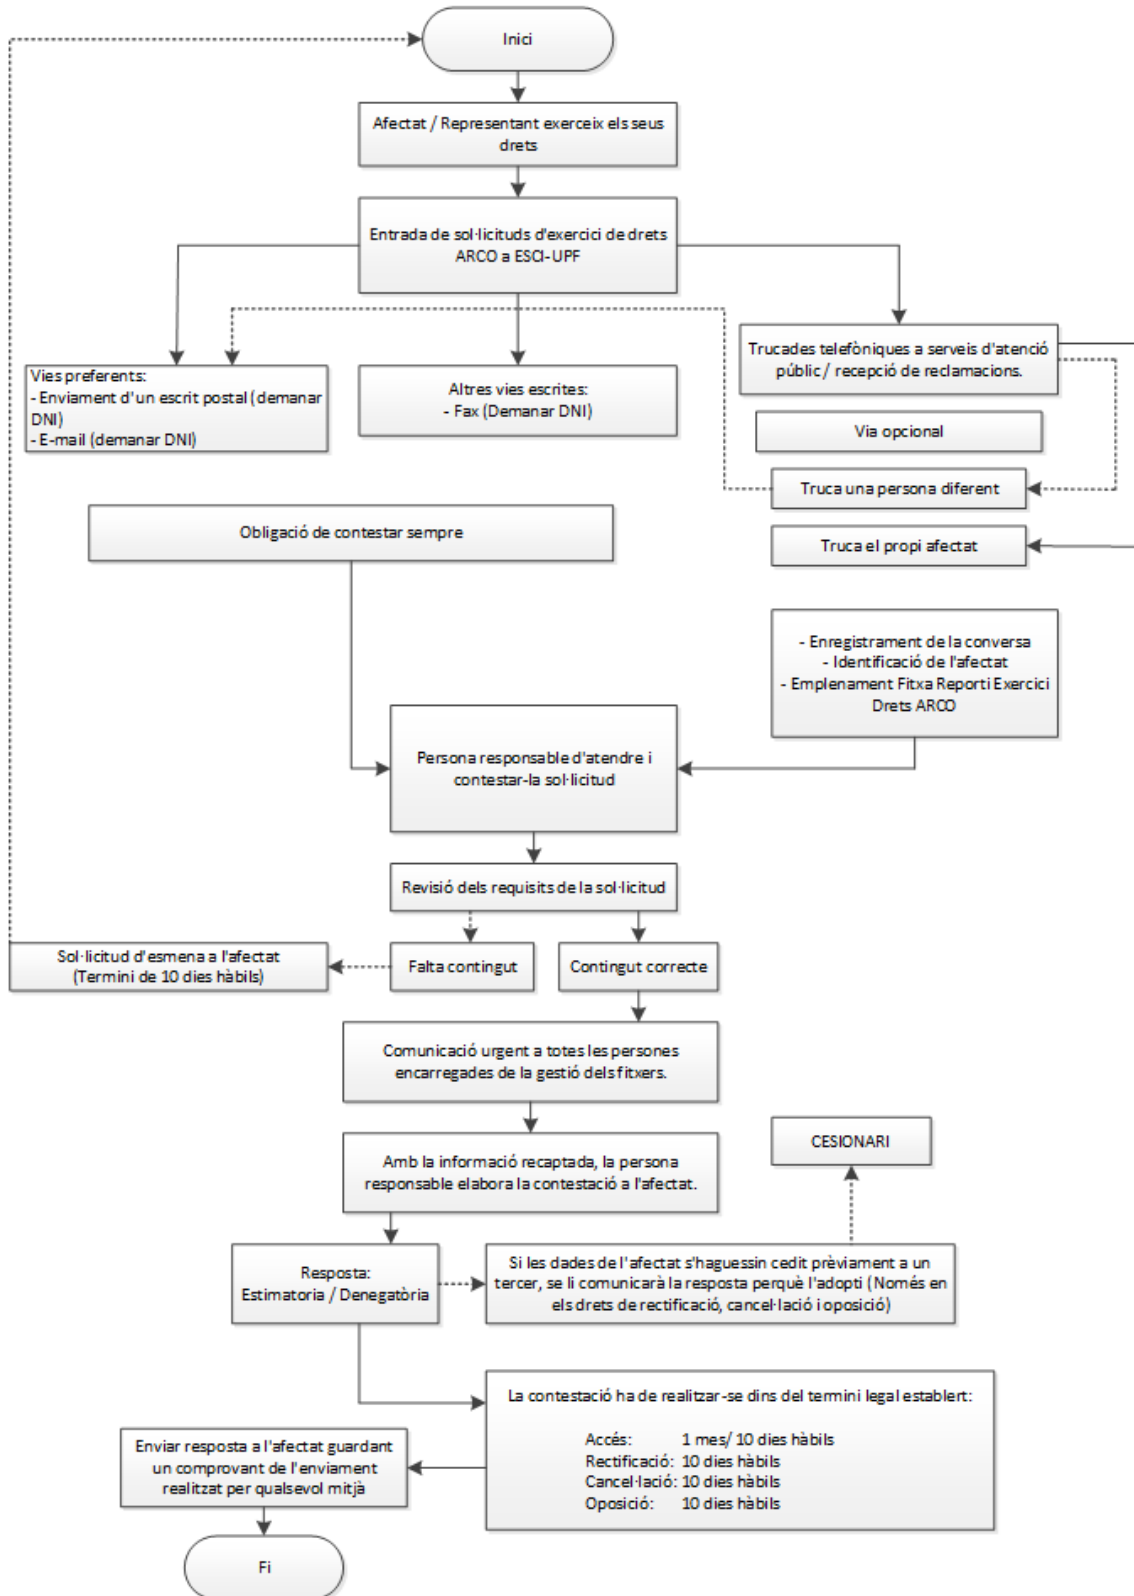 Inici
Afectat / Representant exerceix els seus
drets
Entrada de sol·licituds d'exercici de drets
ARCO a ESCI-UPF
Trucades telefòniques a serveis d'atenció
públic / recepció de reclamacions.
Vies preferents:
- Enviament d'un escrit postal (demanar
DNI)
- E-mail (demanar DNI)
Altres vies escrites:
- Fax (Demanar DNI)
Via opcional
Truca una persona diferent
Obligació de contestar sempre
Truca el propi afectat
- Enregistrament de la conversa
- Identificació de l'afectat
- Emplenament Fitxa Reporti Exercici
Drets ARCO
Persona responsable d'atendre i
contestar-la sol·licitud
Revisió dels requisits de la sol·licitud
Sol·licitud d'esmena a l'afectat
(Termini de 10 dies hàbils)
Falta contingut
Contingut correcte
Comunicació urgent a totes les persones
encarregades de la gestió dels fitxers.
CESIONARI
Amb la informació recaptada, la persona
responsable elabora la contestació a l'afectat.
Resposta:
Estimatoria / Denegatòria
Si les dades de l'afectat s'haguessin cedit prèviament a un
tercer, se li comunicarà la resposta perquè l'adopti (Només en
els drets de rectificació, cancel·lació i oposició)
La contestació ha de realitzar-se dins del termini legal establert:
Accés: 1 mes/ 10 dies hàbils
Rectificació: 10 dies hàbils
Cancel·lació: 10 dies hàbils
Oposició: 10 dies hàbils
Enviar resposta a l'afectat guardant
un comprovant de l'enviament
realitzat per qualsevol mitjà
Fi